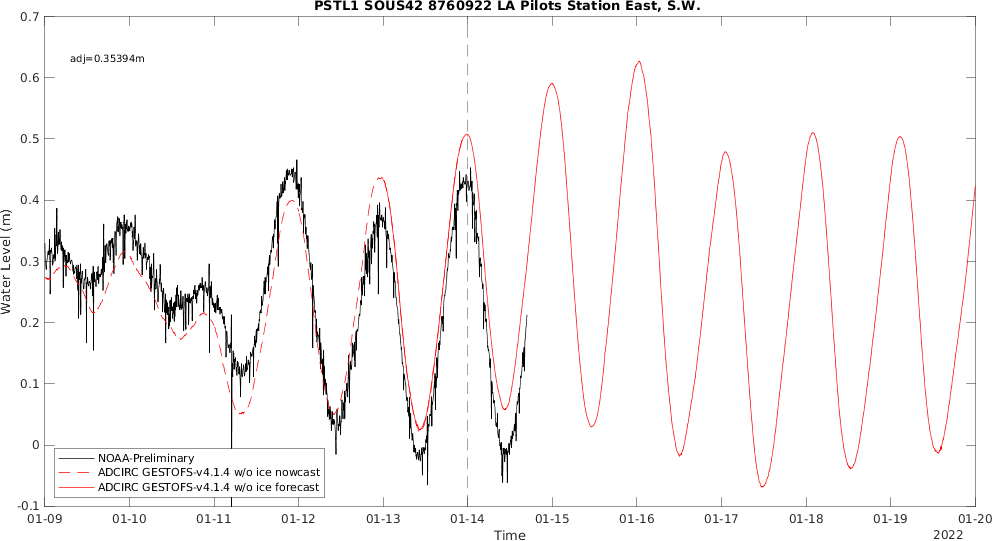 PSTL1 SOUS42 8760922 LA Pilots Station East, S.W.
adj=0.35394m
0.7
0.6
0.5
0.4
0.3
0.2
0.1
0
-0.1
Water Level (m)
NOAA-Preliminary
ADCIRC GESTOFS-v4.1.4 w/o ice nowcast
ADCIRC GESTOFS-v4.1.4 w/o ice forecast
01-09 01-10 01-11 01-12 01-13 01-14 01-15 01-16 01-17 01-18 01-19 01-20
Time
2022